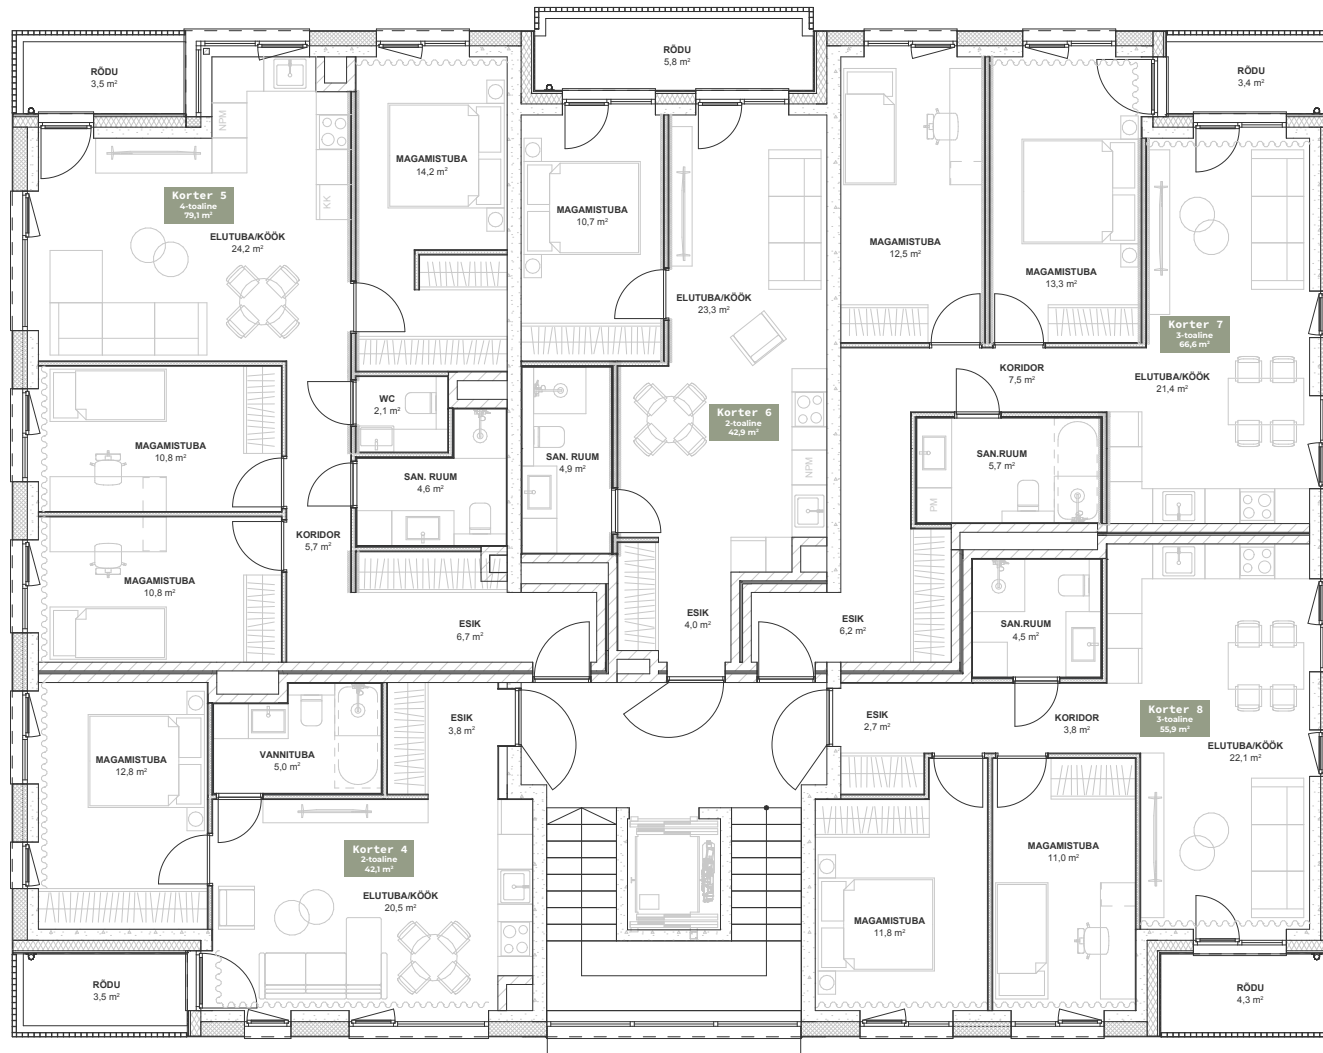 RÕDU
3,5 m²
NPM
KK
MAGAMISTUBA
14,2 m²
Korter 5
4-toaline
79,1 m²
ELUTUBA/KÖÖK
24,2 m²
WC
2,1 m²
MAGAMISTUBA
10,8 m²
SAN. RUUM
4,6 m²
KORIDOR
5,7 m²
MAGAMISTUBA
10,8 m²
ESIK
6,7 m²
RÕDU
5,8 m²
MAGAMISTUBA
10,7 m²
ELUTUBA/KÖÖK
23,3 m²
Korter 6
2-toaline
42,9 m²
SAN. RUUM
4,9 m²
NPM
ESIK
4,0 m²
RÕDU
3,4 m²
MAGAMISTUBA
12,5 m²
MAGAMISTUBA
13,3 m²
Korter 7
3-toaline
66,6 m²
ELUTUBA/KÖÖK
21,4 m²
KORIDOR
7,5 m²
SAN.RUUM
5,7 m²
PM
PM
ESIK
6,2 m²
SAN.RUUM
4,5 m²
MAGAMISTUBA
12,8 m²
VANNITUBA
5,0 m²
ESIK
3,8 m²
Korter 4
2-toaline
42,1 m²
ELUTUBA/KÖÖK
20,5 m²
RÕDU
3,5 m²
ESIK
2,7 m²
KORIDOR
3,8 m²
Korter 8
3-toaline
55,9 m²
ELUTUBA/KÖÖK
22,1 m²
MAGAMISTUBA
11,0 m²
MAGAMISTUBA
11,8 m²
RÕDU
4,3 m²